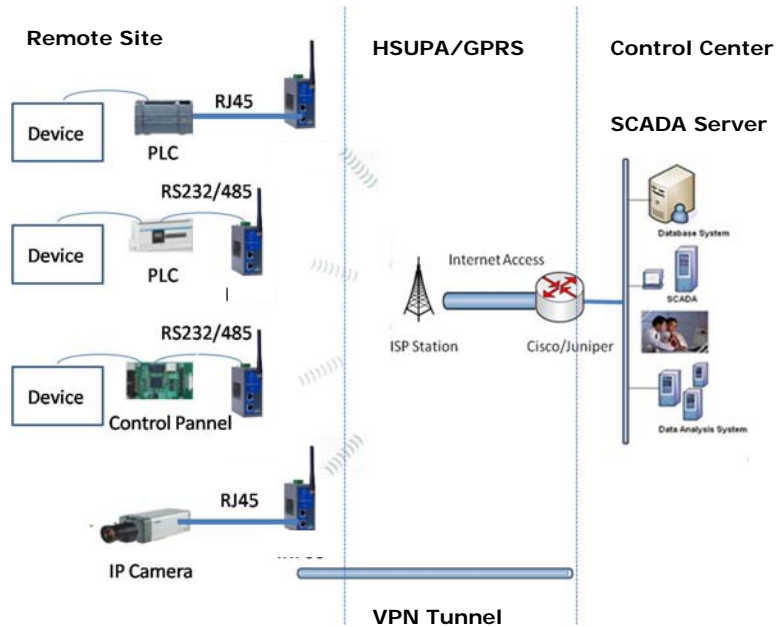 Remote Site
HSUPA/GPRS
Control Center
RJ45
Device
PLC
SCADA Server
RS232/485
Device
PLC
Database System
Internet Access
SCADA
ISP Station
Cisco/Juniper
RS232/485
Device
Control Pannel
Data Analysis System
RJ45
IP Camera
VPN Tunnel